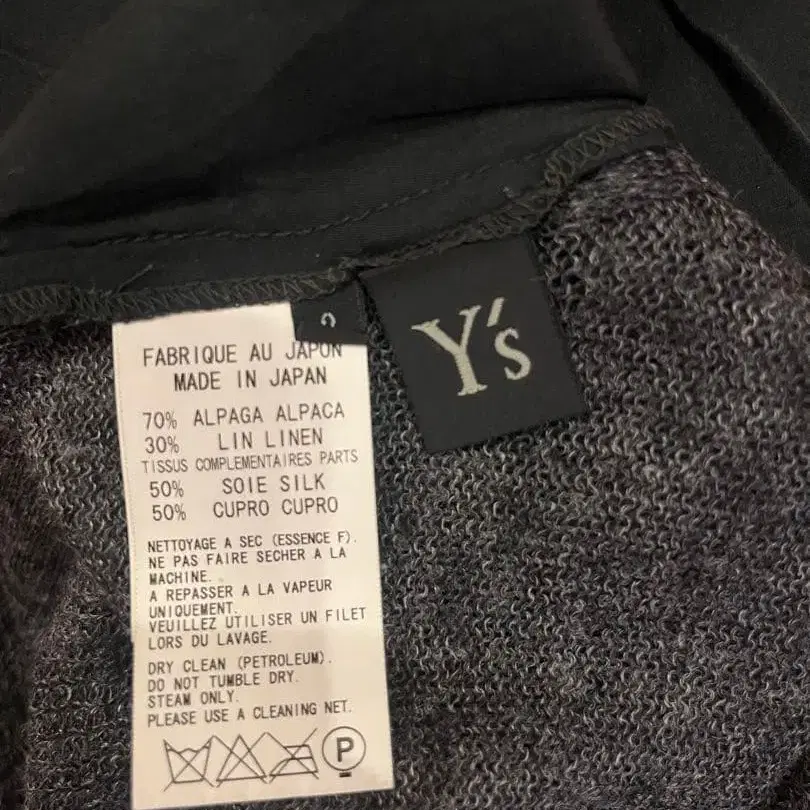 Y's
FABRIQUE AU JAPON
MADE IN JAPAN
70% ALPAGA ALPACA
30% LIN LINEN
TISSUS COMPLEMENTAIRES PARTS
50% SOIE SILK
50% CUPRO CUPRO
NETTOYAGE A SEC (ESSENCE F).
NE PAS FAIRE SECHER A LA
MACHINE.
A REPASSER A LA VAPEUR
UNIQUEMENT.
VEUILLEZ UTILISER UN FILET
LORS DU LAVAGE.
DRY CLEAN (PETROLEUM).
DO NOT TUMBLE DRY.
STEAM ONLY.
PLEASE USE A CLEANING NET.
P